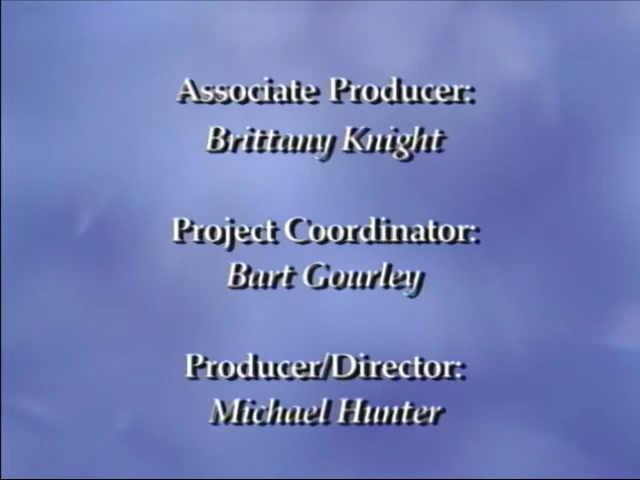 Associate Producer:
Brittany Knight
Project Coordinator:
Bart Gourley
Producer/Director:
Michael Hunter